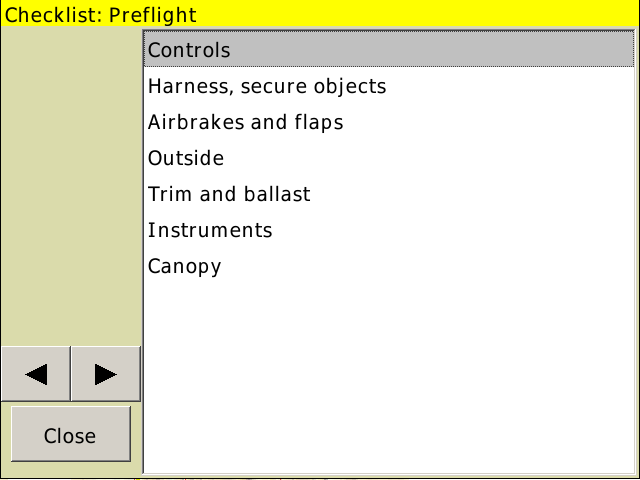 Checklist: Preflight
Controls
Harness, secure objects
Airbrakes and flaps
Outside
Trim and ballast
Instruments
Canopy
Close